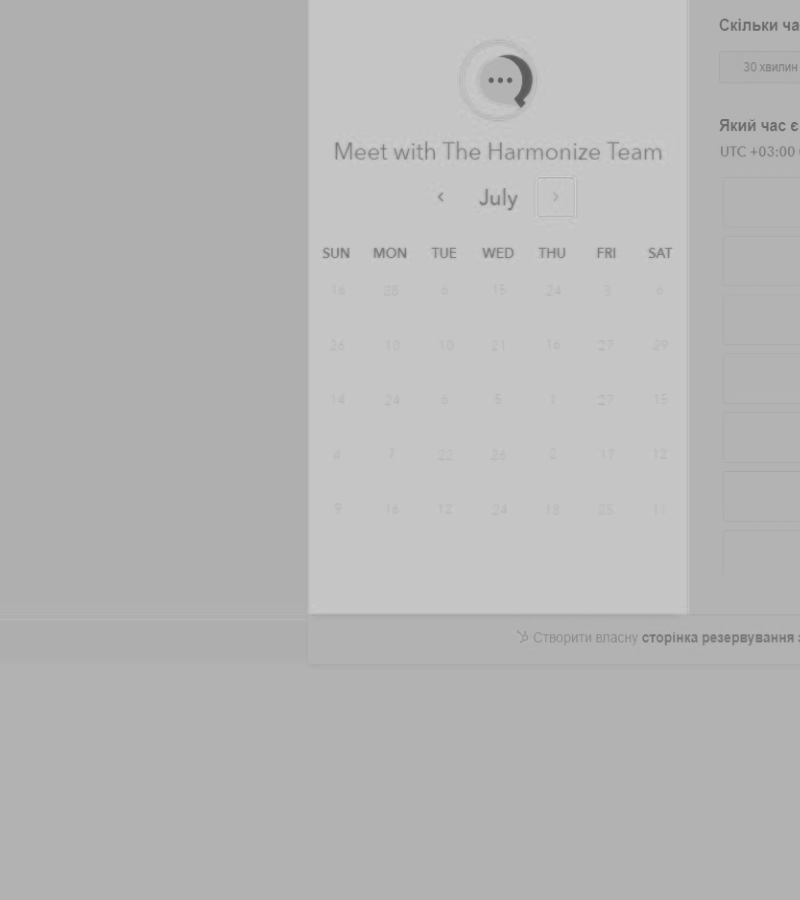 Meet with The Harmonize Team
July
SUN MON TUE WED THU FRI SAT
16 28 6 15 24 3 6
26 10 10 21 16 27 29
14 24 6 5 1 27 15
4 7 22 26 2 17 12
9 16 12 24 18 25 11
Скільки ча
30 хвилин
Який час є
UTC +03:00
Створити власну сторінка резервування з